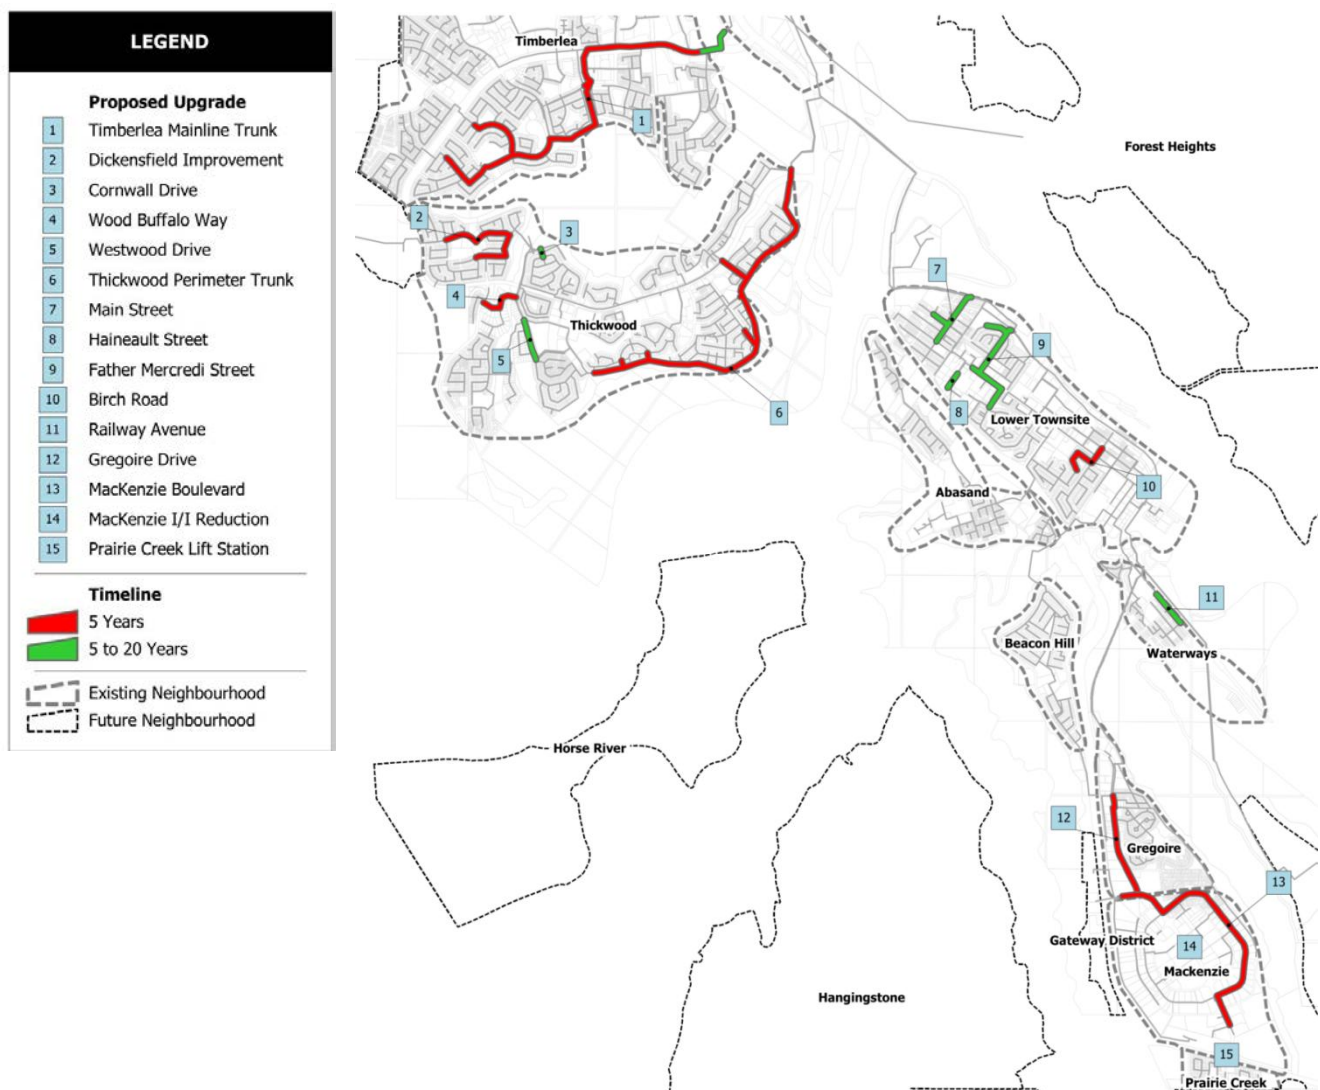 LEGEND
Proposed Upgrade
1 Timberlea Mainline Trunk
2 Dickensfield Improvement
3 Cornwall Drive
4 Wood Buffalo Way
5 Westwood Drive
6 Thickwood Perimeter Trunk
7 Main Street
8 Haineault Street
9 Father Mercredi Street
10 Birch Road
11 Railway Avenue
12 Gregoire Drive
13 MacKenzie Boulevard
14 MacKenzie I/I Reduction
15 Prairie Creek Lift Station
Timeline
5 Years
5 to 20 Years
Existing Neighbourhood
Future Neighbourhood
Timberlea
1
Forest Heights
2
3
7
4
Thickwood
9
5
6
8
Lower Townsite
10
Abasand
11
Beacon Hill
Waterways
Horse River
12
Gregoire
13
Gateway District
14
Mackenzie
Hangingstone
15
Prairie Creek